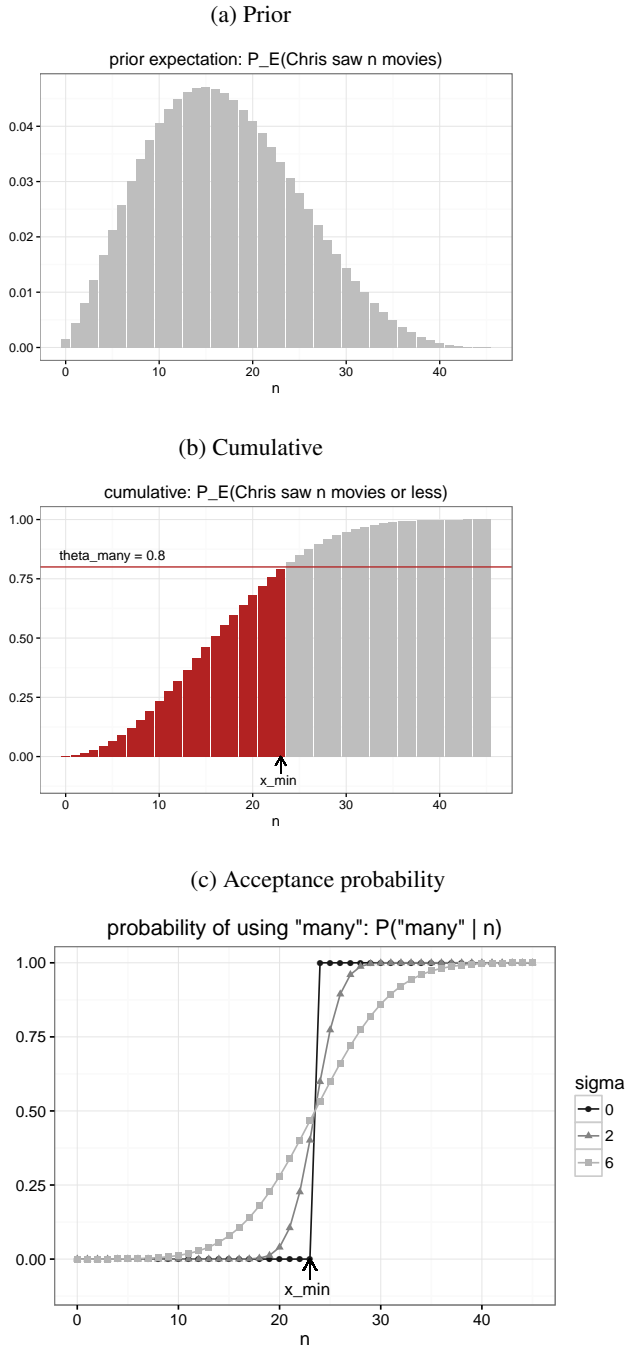 (a) Prior
prior expectation: P_E(Chris saw n movies)
0.04
0.03
0.02
0.01
0.00
0 10 20 30 40
n
(b) Cumulative
cumulative: P_E(Chris saw n movies or less)
1.00
theta_many = 0.8
0.75
0.50
0.25
0.00
x_min
0 10 20 30 40
n
(c) Acceptance probability
probability of using "many": P("many" | n)
1.00
0.75
0.50
0.25
0.00
sigma
0
2
6
x_min
0 10 20 30 40
n